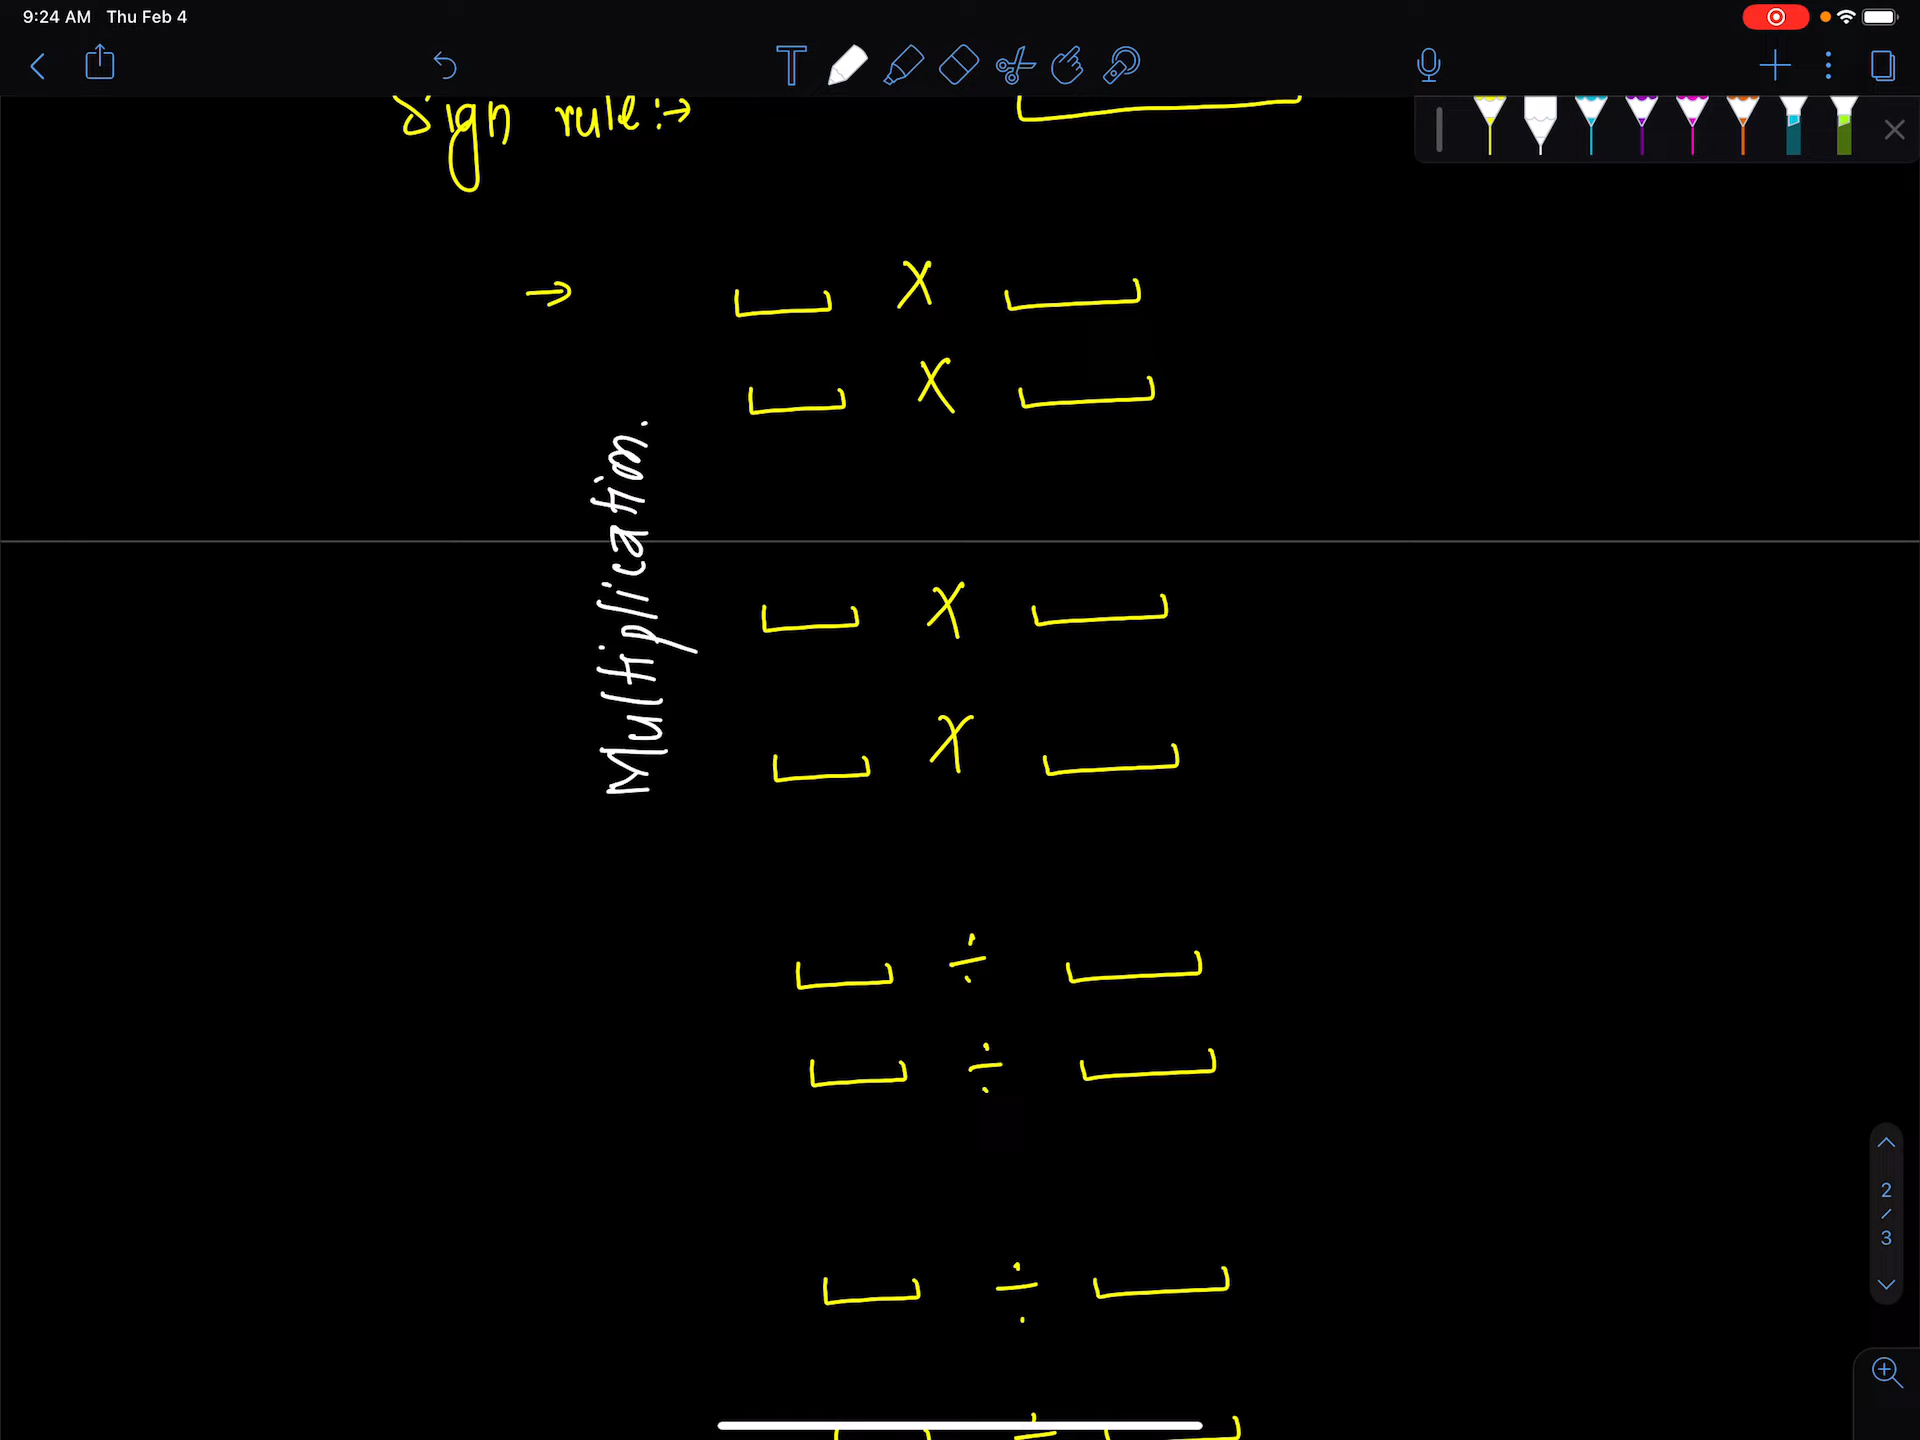 9:24 AM Thu Feb 4
T
Sign rule:→
→ X
X
Multiplication.
X
X
÷
÷
2
/
3
÷
÷